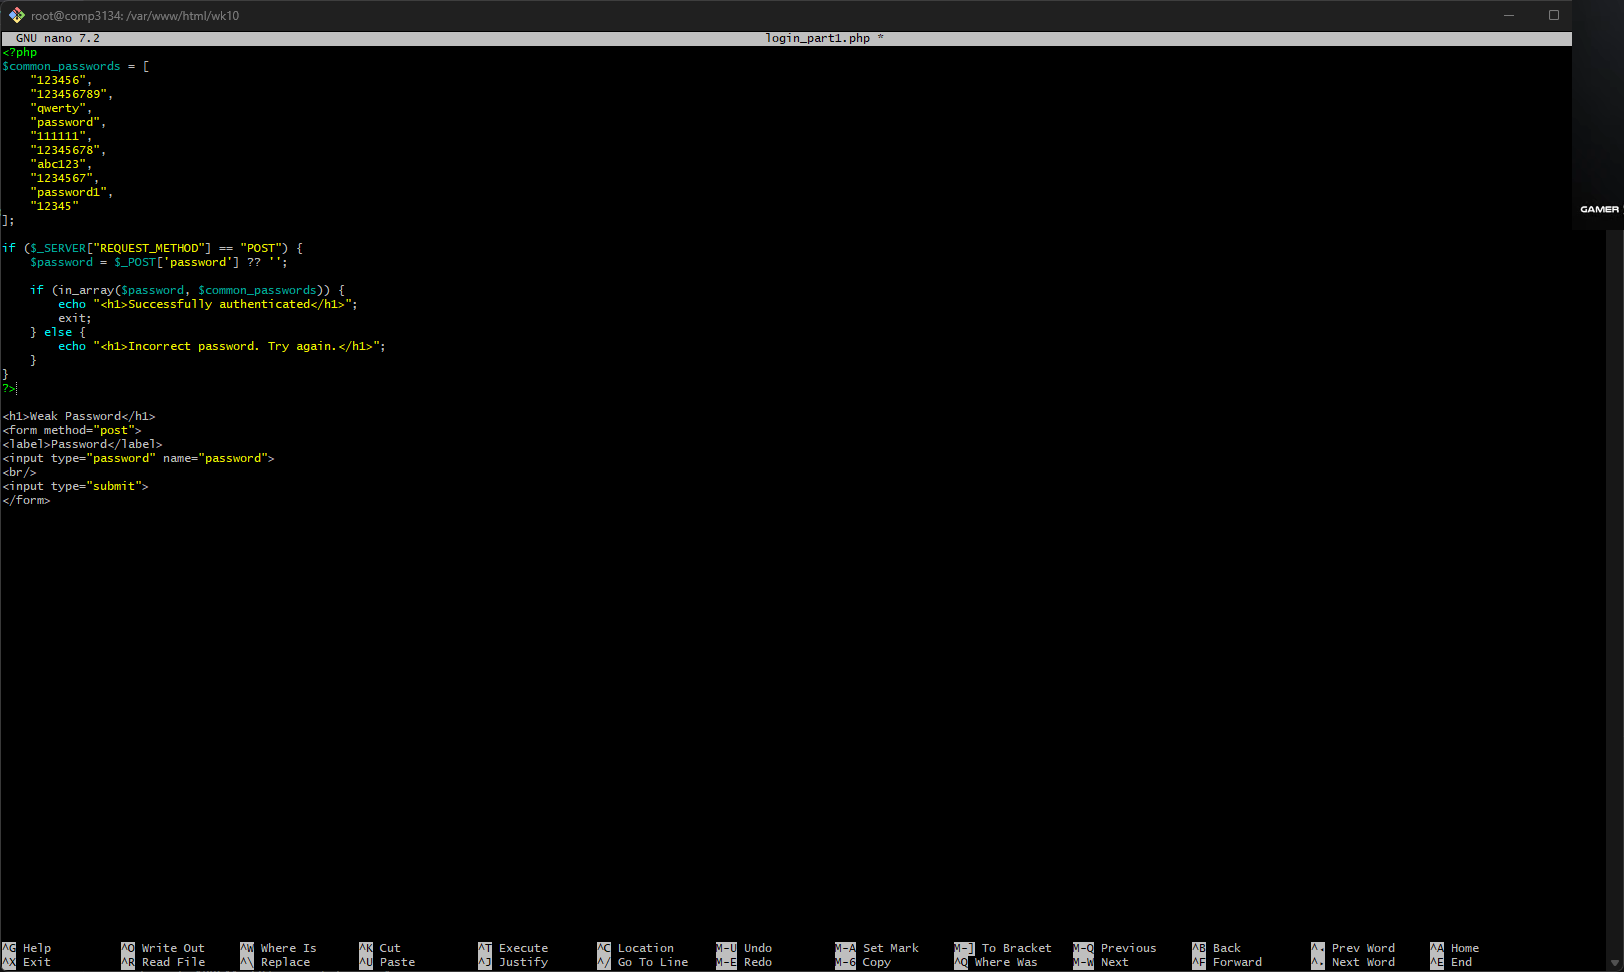 root@comp3134: /var/www/html/wk10
GNU nano 7.2 login_part1.php *
<?php
$common_passwords = [
    "123456",
    "123456789",
    "qwerty",
    "password",
    "111111",
    "12345678",
    "abc123",
    "1234567",
    "password1",
    "12345"
];
if ($_SERVER["REQUEST_METHOD"] == "POST") {
    $password = $_POST['password'] ?? '';
    if (in_array($password, $common_passwords)) {
        echo "<h1>Successfully authenticated</h1>";
        exit;
    } else {
        echo "<h1>Incorrect password. Try again.</h1>";
    }
}
?>
<h1>Weak Password</h1>
<form method="post">
<label>Password</label>
<input type="password" name="password">
<br/>
<input type="submit">
</form>
GAMER
^G Help ^O Write Out ^W Where Is ^K Cut ^T Execute ^C Location M-U Undo M-A Set Mark M-] To Bracket M-Q Previous ^B Back ^◂ Prev Word ^A Home
^X Exit ^R Read File ^\ Replace ^U Paste ^J Justify ^/ Go To Line M-E Redo M-6 Copy ^Q Where Was M-W Next ^F Forward ^▸ Next Word ^E End